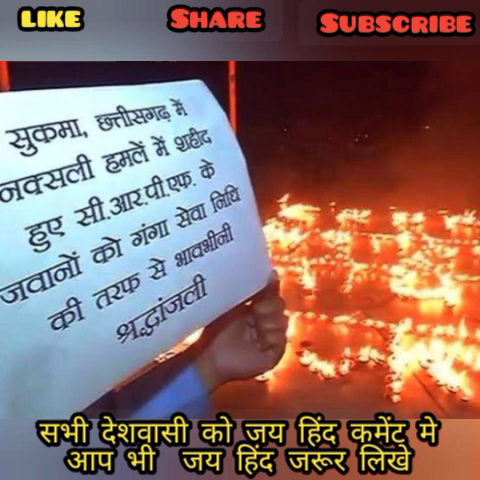 LIKE SHARE SUBSCRIBE
सुकमा, छत्तीसगढ़ में
नक्सली हमलें में शहीद
हुए सी.आर.पी.एफ. के
जवानों को गंगा सेवा निधि
की तरफ से भावभीनी
श्रद्धांजली
सभी देशवासी को जय हिंद कमेंट मे
आप भी जय हिंद जरूर लिखे